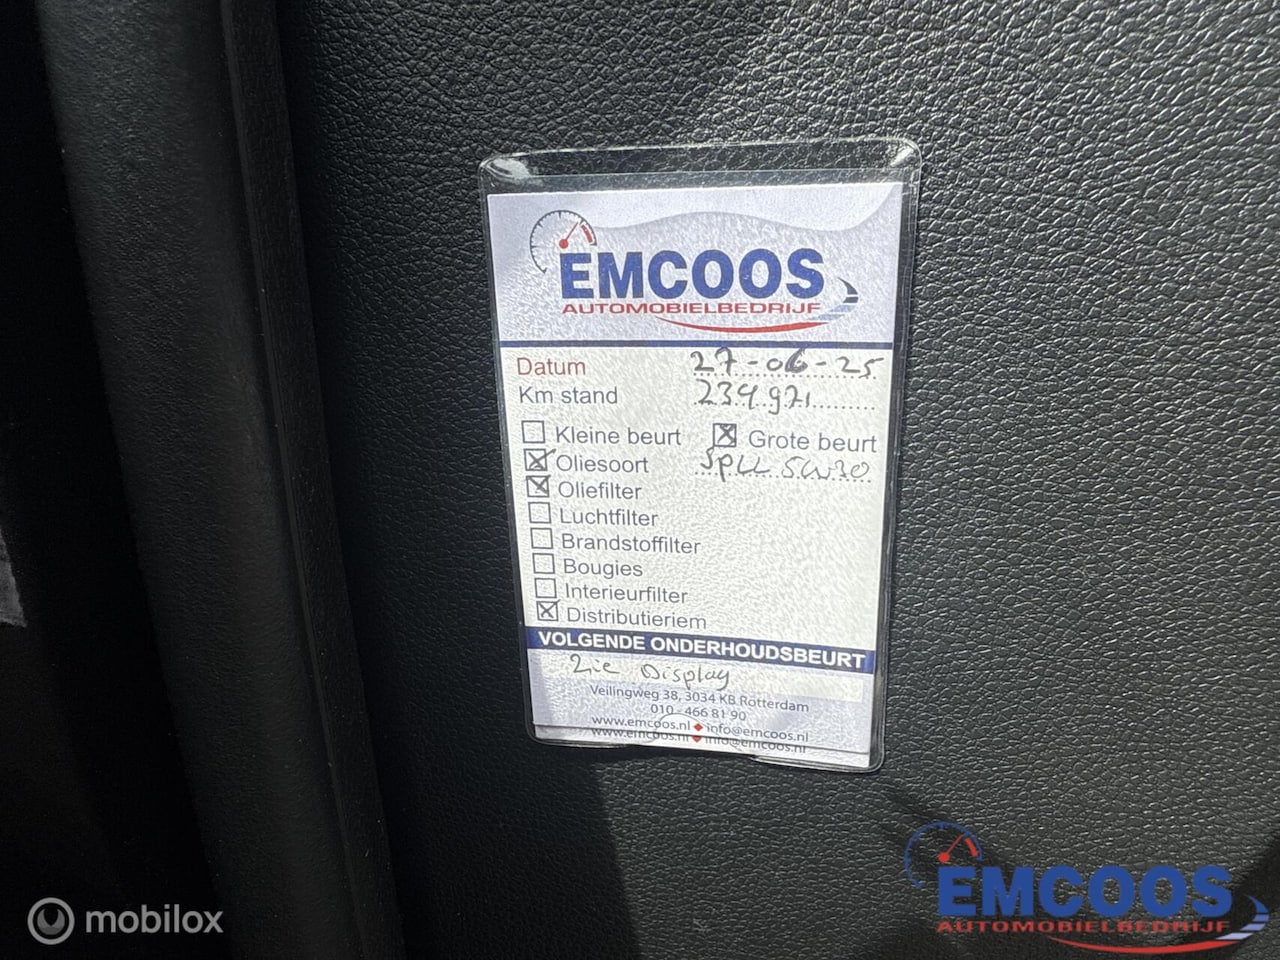 EMCOOS
AUTOMOBIELBEDRIJF
Datum 27-06-25
Km stand 234.971
Kleine beurt Grote beurt
Oliesoort 5W30
Oliefilter
Luchtfilter
Brandstoffilter
Bougies
Interieurfilter
Distributieriem
VOLGENDE ONDERHOUDSBEURT
Zie Display
Veilingweg 38, 3034 KB Rotterdam
010 - 466 81 90
www.emcoos.nl info@emcoos.nl
www.emcoos.nl info@emcoos.nl
mobilox
EMCOOS
AUTOMOBIELBEDRIJF